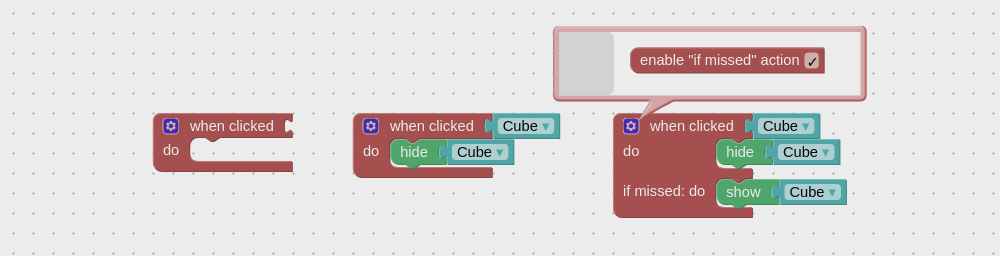 enable "if missed" action ✓
when clicked
do
when clicked Cube ▾
do hide Cube ▾
when clicked Cube ▾
do hide Cube ▾
if missed: do show Cube ▾